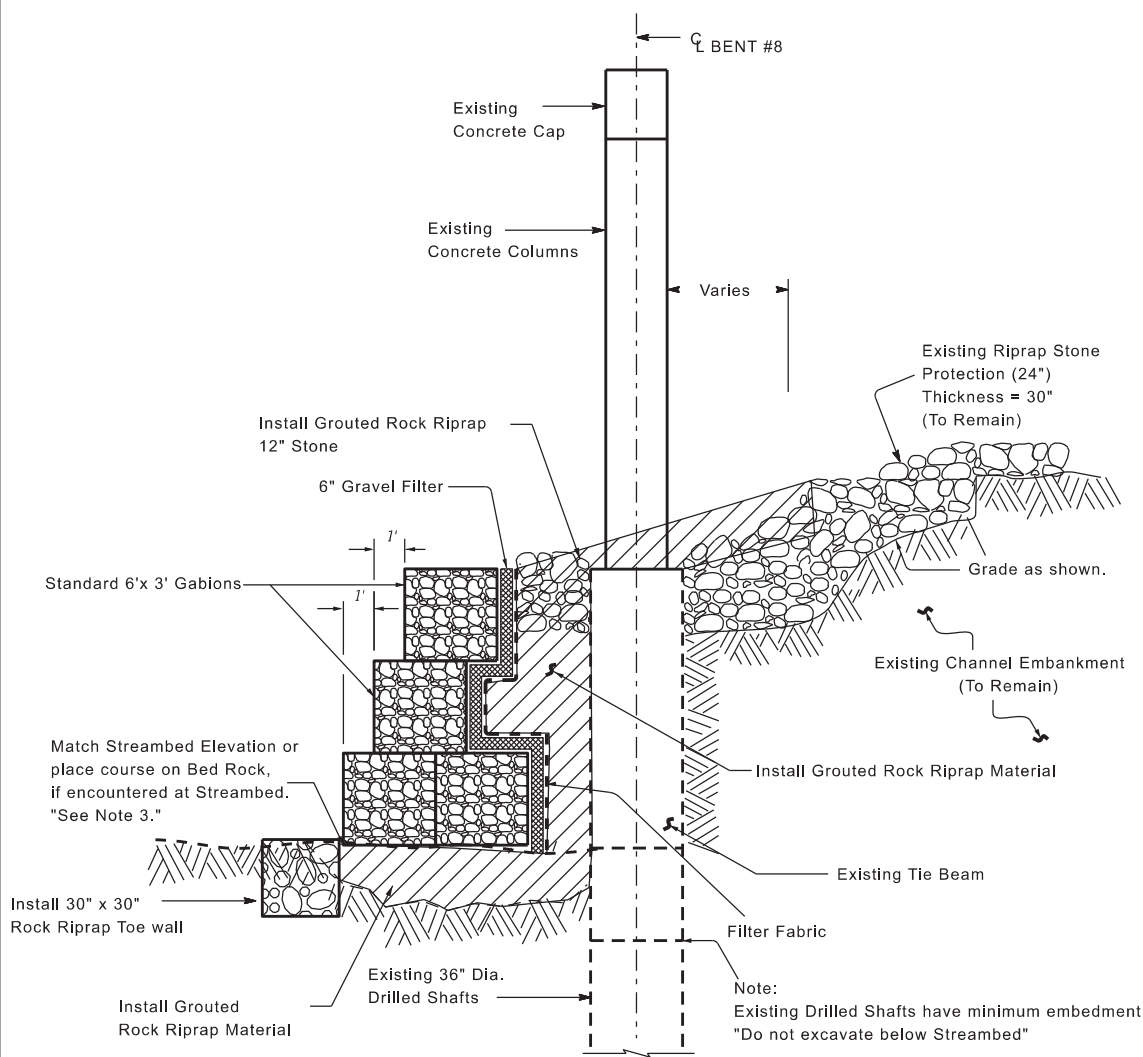 ℄ BENT #8
Existing
Concrete Cap
Existing
Concrete Columns
Varies
Existing Riprap Stone
Protection (24")
Thickness = 30"
(To Remain)
Install Grouted Rock Riprap
12" Stone
6" Gravel Filter
1'
Standard 6'x 3' Gabions
1'
Grade as shown.
Existing Channel Embankment
(To Remain)
Match Streambed Elevation or
place course on Bed Rock,
if encountered at Streambed.
"See Note 3."
Install Grouted Rock Riprap Material
Existing Tie Beam
Install 30" x 30"
Rock Riprap Toe wall
Filter Fabric
Existing 36" Dia.
Drilled Shafts
Install Grouted
Rock Riprap Material
Note:
Existing Drilled Shafts have minimum embedment
"Do not excavate below Streambed"